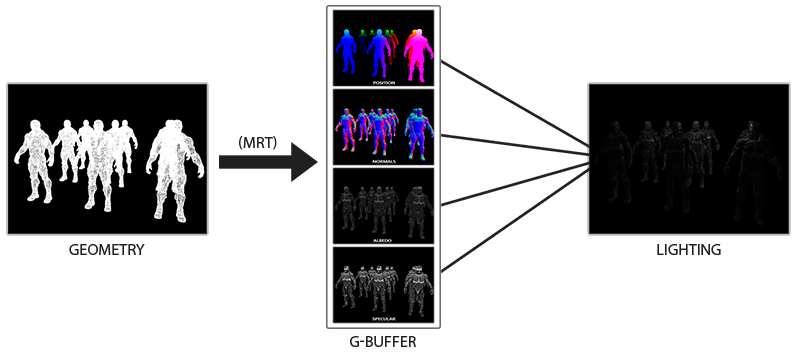 GEOMETRY
(MRT)
POSITION
NORMALS
ALBEDO
SPECULAR
G-BUFFER
LIGHTING